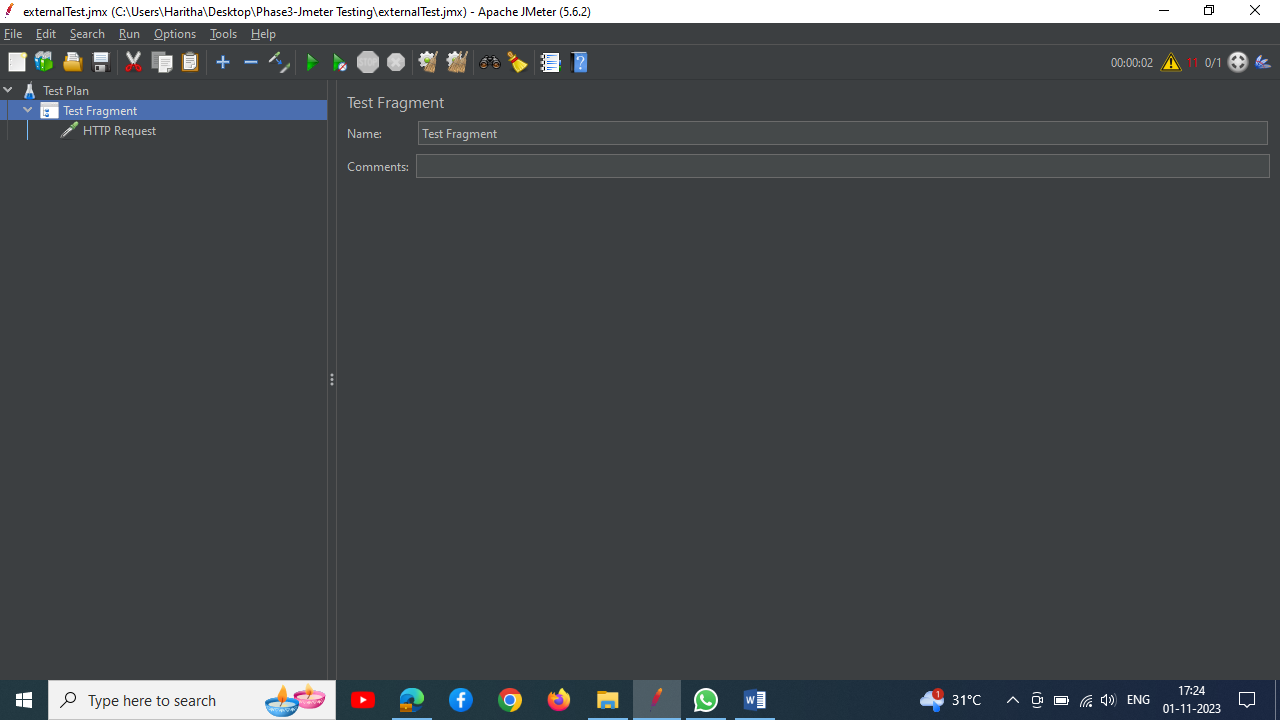 externalTest.jmx (C:\Users\Haritha\Desktop\Phase3-Jmeter Testing\externalTest.jmx) - Apache JMeter (5.6.2)
File Edit Search Run Options Tools Help
STOP 00:00:02 11 0/1
Test Plan
Test Fragment
HTTP Request
Test Fragment
Name: Test Fragment
Comments:
Type here to search
1 31°C ENG
17:24
01-11-2023